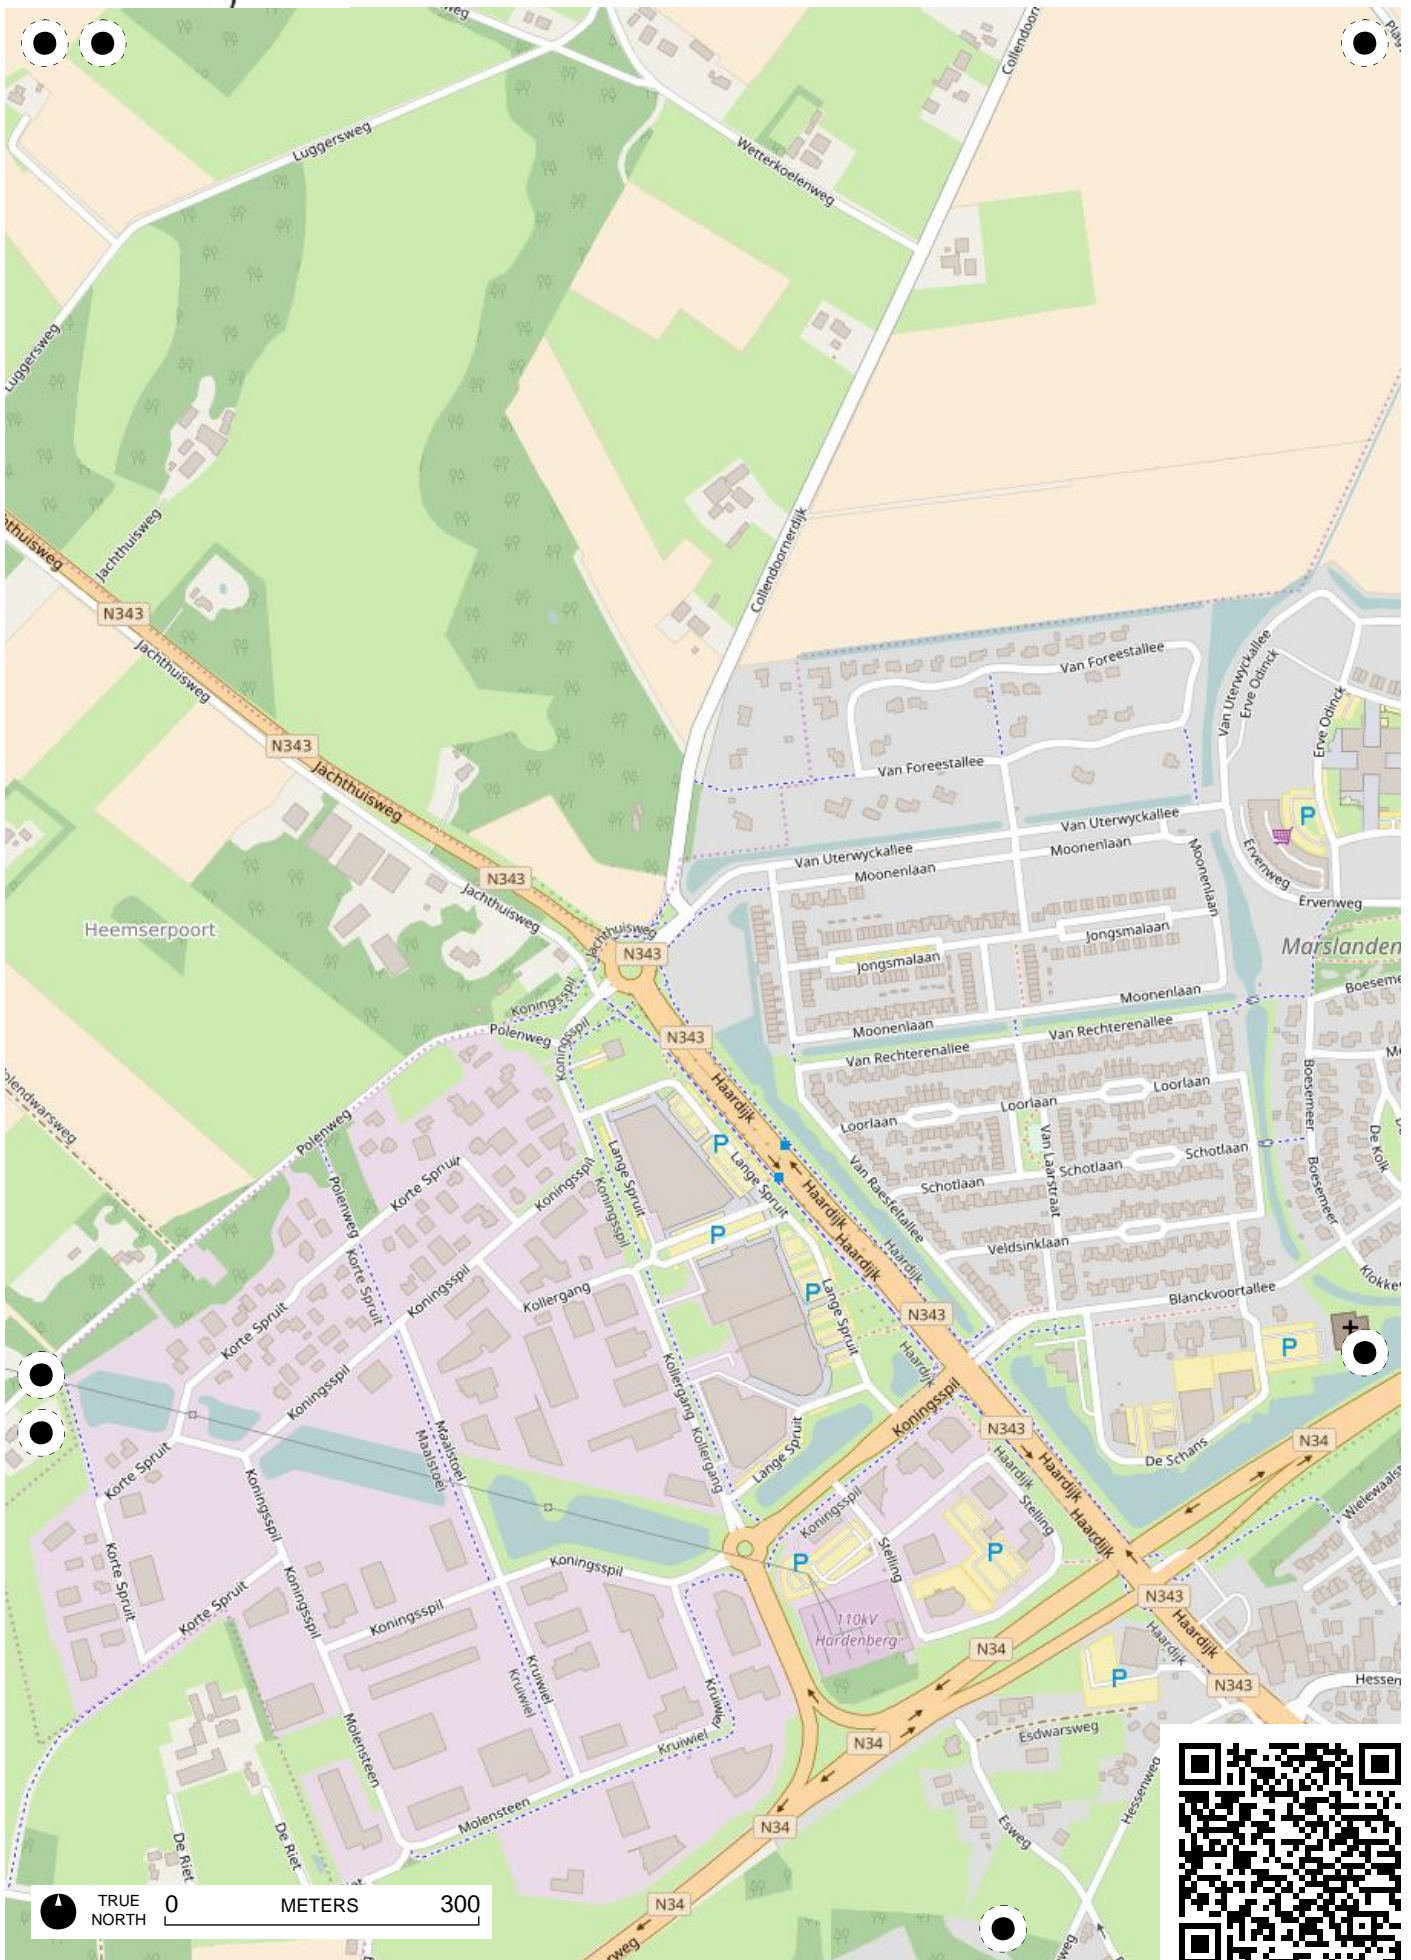 Luggersweg
Wetterkoelenweg
Luggersweg
Jachthuisweg
N343
Jachthuisweg
Collendoornerdijk
Van Foreestallee
Van Uterwyckallee
Erve Odinck
Erve Odinck
N343
Jachthuisweg
Van Foreestallee
P
Van Uterwyckallee
Moonenlaan
Van Uterwyckallee
Moonenlaan
Moonenlaan
Ervenweg
Ervenweg
N343
Jachthuisweg
Heemserpoort
Jachthuisweg
N343
Jongsmalaan
Jongsmalaan
Marslanden
Koningsspil
Polenweg
Koningsspil
N343
Moonenlaan
Moonenlaan
Van Rechterenallee
Van Rechterenallee
Haardijk
Loorlaan
Loorlaan
Loorlaan
Boesemeer
De Kolk
Polenweg
Polenweg
Korte Spruit
Koningsspil
Lange Spruit
Koningsspil
P
Lange Spruit
Haardijk
Haardijk
Haardijk
Van Raesfeltallee
Schotlaan
Schotlaan
Schotlaan
Van Laarstraat
Boesemeer
Veldsinklaan
Blanckvoortallee
P
P
Korte Spruit
Koningsspil
Kollergang
Lange Spruit
N343
Korte Spruit
Koningsspil
Kollergang
Kollergang
Haardijk
Koningsspil
P
Maalstoel
Maalstoel
Lange Spruit
N343
De Schans
N34
Korte Spruit
Koningsspil
Haardijk
Haardijk
Haardijk
Stelling
Koningsspil
Stelling
P
P
Koningsspil
Korte Spruit
Korte Spruit
Koningsspil
Koningsspil
110kV
Hardenberg
N343
Haardijk
Haardijk
P
N343
N34
Kruiwiel
Kruiwiel
Kruiwiel
Kruiwiel
Molensteen
Molensteen
N34
Esdwarsweg
Hessenweg
Esweg
N34
De Riet
De Riet
N34
TRUE
NORTH
0 METERS 300